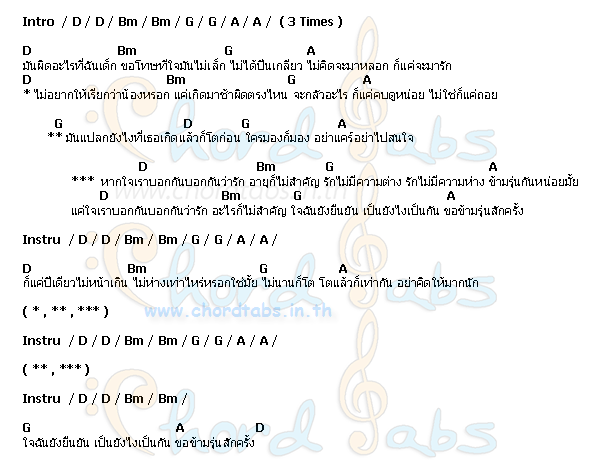 Intro / D / D / Bm / Bm / G / G / A / A / ( 3 Times )
D Bm G A
มันผิดอะไรที่ฉันเด็ก ขอโทษที่ใจมันไม่เล็ก ไม่ได้ปีนเกลียว ไม่คิดจะมาหลอก ก็แค่จะมารัก
D Bm G A
* ไม่อยากให้เรียกว่าน้องหรอก แค่เกิดมาช้าผิดตรงไหน จะกลัวอะไร ก็แค่คบดูหน่อย ไม่ใช่ก็แค่ถอย
G D G A
** มันแปลกยังไงที่เธอเกิดแล้วก็โตก่อน ใครมองก็มอง อย่าแคร์อย่าไปสนใจ
D Bm G A
*** หากใจเราบอกกันบอกกันว่ารัก อายุก็ไม่สำคัญ รักไม่มีความต่าง รักไม่มีความห่าง ข้ามรุ่นกันหน่อยมั้ย
D Bm G A
แค่ใจเราบอกกันบอกกันว่ารัก อะไรก็ไม่สำคัญ ใจฉันยังยืนยัน เป็นยังไงเป็นกัน ขอข้ามรุ่นสักครั้ง
Instru / D / D / Bm / Bm / G / G / A / A /
D Bm G A
ก็แค่ปีเดียวไม่หน้าเกิน ไม่ห่างเท่าไหร่หรอกใช่มั้ย ไม่นานก็โต โตแล้วก็เท่ากัน อย่าคิดให้มากนัก
( * , ** , *** )
www.chordtabs.in.th
Instru / D / D / Bm / Bm / G / G / A / A /
( ** , *** )
Instru / D / D / Bm / Bm /
G A D
ใจฉันยังยืนยัน เป็นยังไงเป็นกัน ขอข้ามรุ่นสักครั้ง